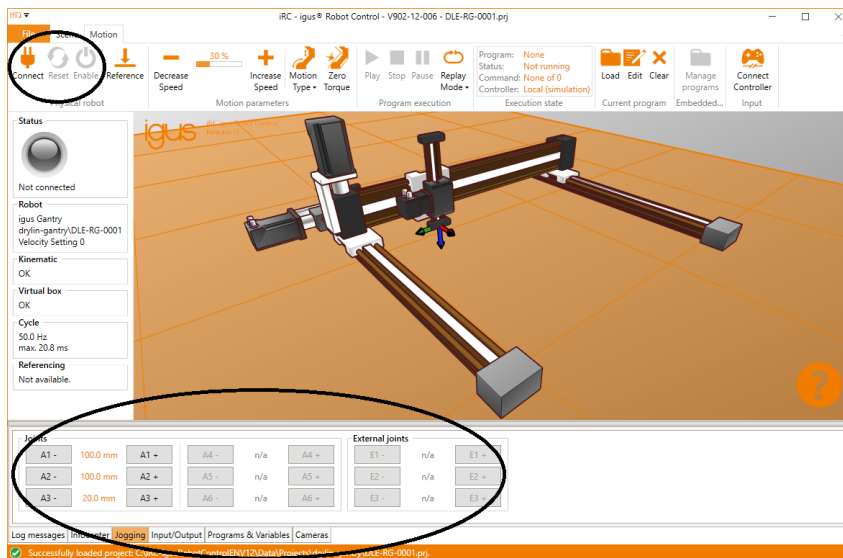 iRC - igus® Robot Control - V902-12-006 - DLE-RG-0001.prj
File Scene Motion
Connect Reset Enable Reference Decrease Speed 30 % Increase Speed Motion Type Zero Torque Play Stop Pause Replay Mode
Program: None
Status: Not running
Command: None of 0
Controller: Local (simulation)
Load Edit Clear Manage programs Connect Controller
Physical robot Motion parameters Program execution Execution state Current program Embedded... Input
Status
Not connected
Robot
igus Gantry
drylin-gantry\DLE-RG-0001
Velocity Setting 0
Kinematic
OK
Virtual box
OK
Cycle
50.0 Hz
max. 20.8 ms
Referencing
Not available.
igus
?
Joints External joints
A1 - 100.0 mm A1 + A4 - n/a A4 + E1 - n/a E1 +
A2 - 100.0 mm A2 + A5 - n/a A5 + E2 - n/a E2 +
A3 - 20.0 mm A3 + A6 - n/a A6 + E3 - n/a E3 +
Log messages Infocenter Jogging Input/Output Programs & Variables Cameras
Successfully loaded project: